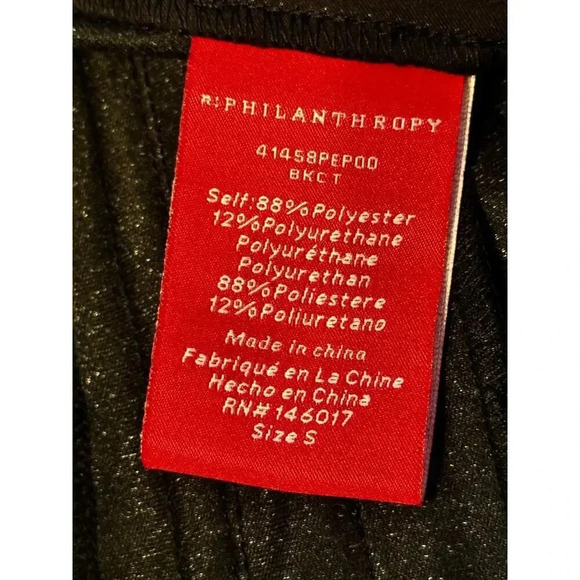 R:PHILANTHROPY
41458PEP00
BKCT
Self:88%Polyester
12%Polyurethane
Polyuréthane
Polyurethan
88%Poliestere
12%Poliuretano
Made in china
Fabriqué en La Chine
Hecho en China
RN# 146017
Size S